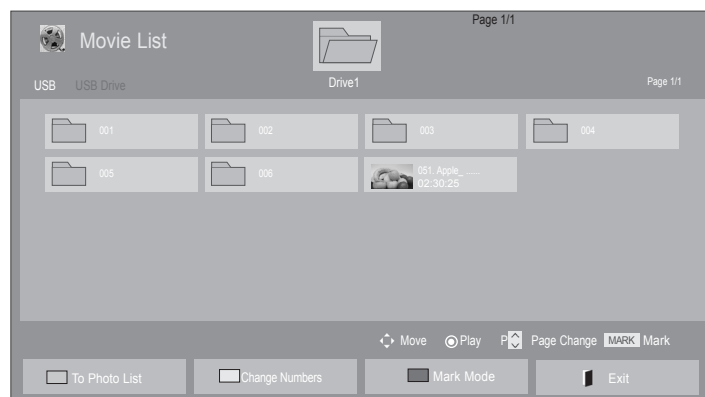 Page 1/1
Movie List
Drive1
USB USB Drive
Page 1/1
001 002 003 004
005 006 051. Apple_ ......
02:30:25
Move Play P Page Change MARK Mark
To Photo List Change Numbers Mark Mode Exit